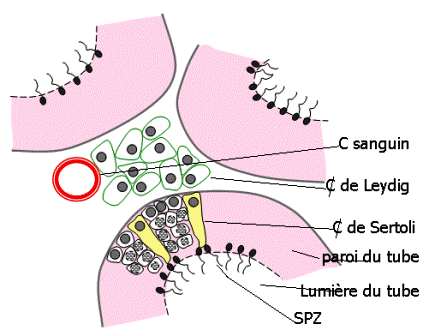 C sanguin
₵ de Leydig
₵ de Sertoli
paroi du tube
Lumière du tube
SPZ